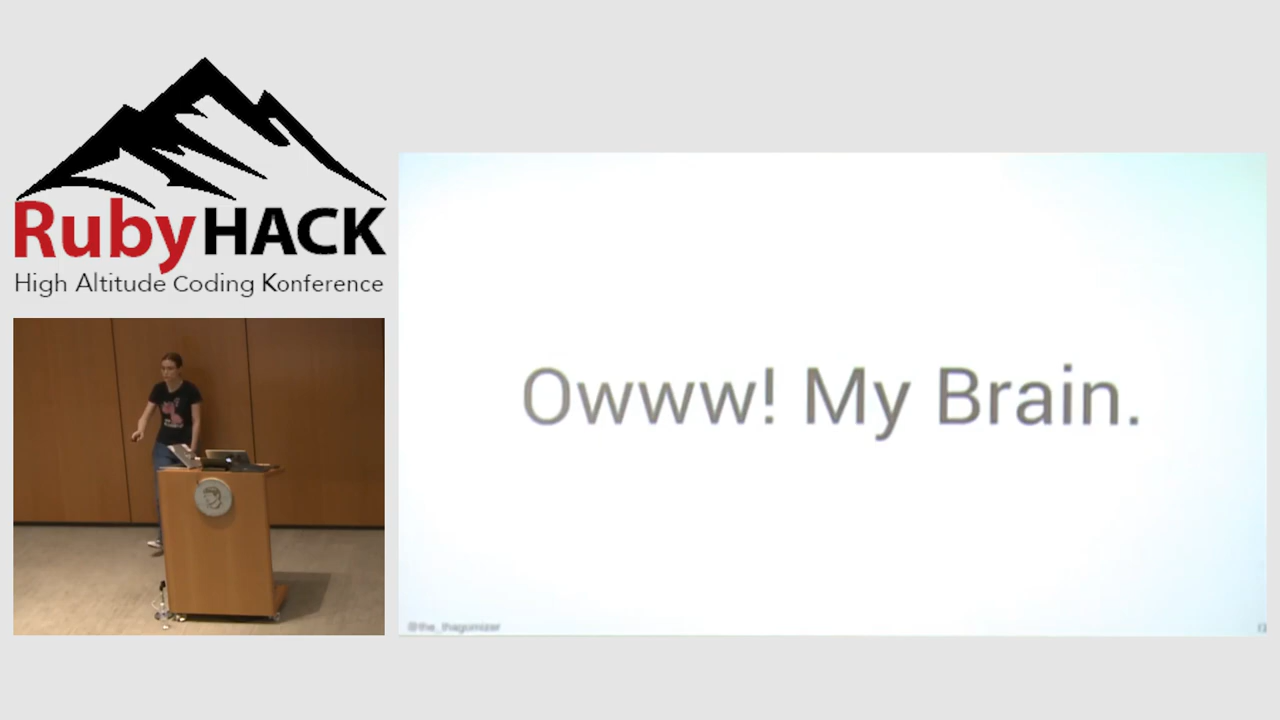 RubyHACK
High Altitude Coding Konference
Owww! My Brain.
@the_thagomizer